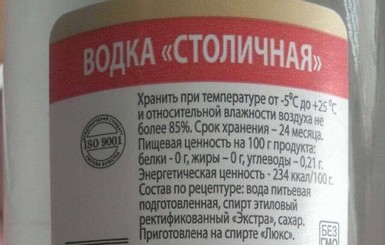 ВОДКА «СТОЛИЧНАЯ»
Хранить при температуре от -5⁰С до +25 ⁰С
и относительной влажности воздуха не
более 85%. Срок хранения – 24 месяца.
Пищевая ценность на 100 г продукта:
белки - 0 г, жиры – 0 г, углеводы – 0,21 г.
Энергетическая ценность - 234 ккал/100 г.
Состав по рецептуре: вода питьевая
подготовленная, спирт этиловый
ректификованный «Экстра», сахар.
Приготовлена на спирте «Люкс».
ISO 9001
БЕЗ
ГМО